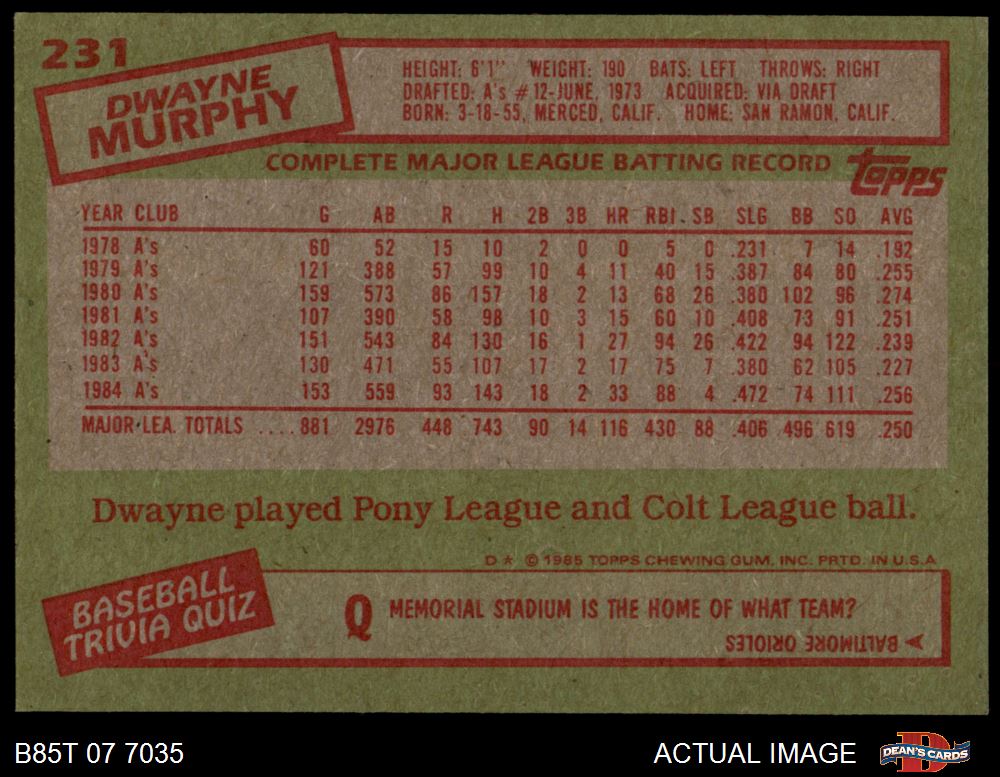 231
DWAYNE
MURPHY
HEIGHT: 6'1" WEIGHT: 190 BATS: LEFT THROWS: RIGHT
DRAFTED: A's #12-JUNE, 1973 ACQUIRED: VIA DRAFT
BORN: 3-18-55, MERCED, CALIF. HOME: SAN RAMON, CALIF.
COMPLETE MAJOR LEAGUE BATTING RECORD topps
YEAR CLUB G AB R H 2B 3B HR RBI SB SLG BB SO AVG
1978 A's 60 52 15 10 2 0 0 5 0 .231 7 14 .192
1979 A's 121 388 57 99 10 4 11 40 15 .387 84 80 .255
1980 A's 159 573 86 157 18 2 13 68 26 .380 102 96 .274
1981 A's 107 390 58 98 10 3 15 60 10 .408 73 91 .251
1982 A's 151 543 84 130 16 1 27 94 26 .422 94 122 .239
1983 A's 130 471 55 107 17 2 17 75 7 .380 62 105 .227
1984 A's 153 559 93 143 18 2 33 88 4 .472 74 111 .256
MAJOR LEA. TOTALS ....881 2976 448 743 90 14 116 430 88 .406 496 619 .250
Dwayne played Pony League and Colt League ball.
D * © 1985 TOPPS CHEWING GUM, INC. PRTD. IN U.S.A
BASEBALL
TRIVIA QUIZ
Q MEMORIAL STADIUM IS THE HOME OF WHAT TEAM?
BALTIMORE ORIOLES
B85T 07 7035 ACTUAL IMAGE DEAN'S CARDS